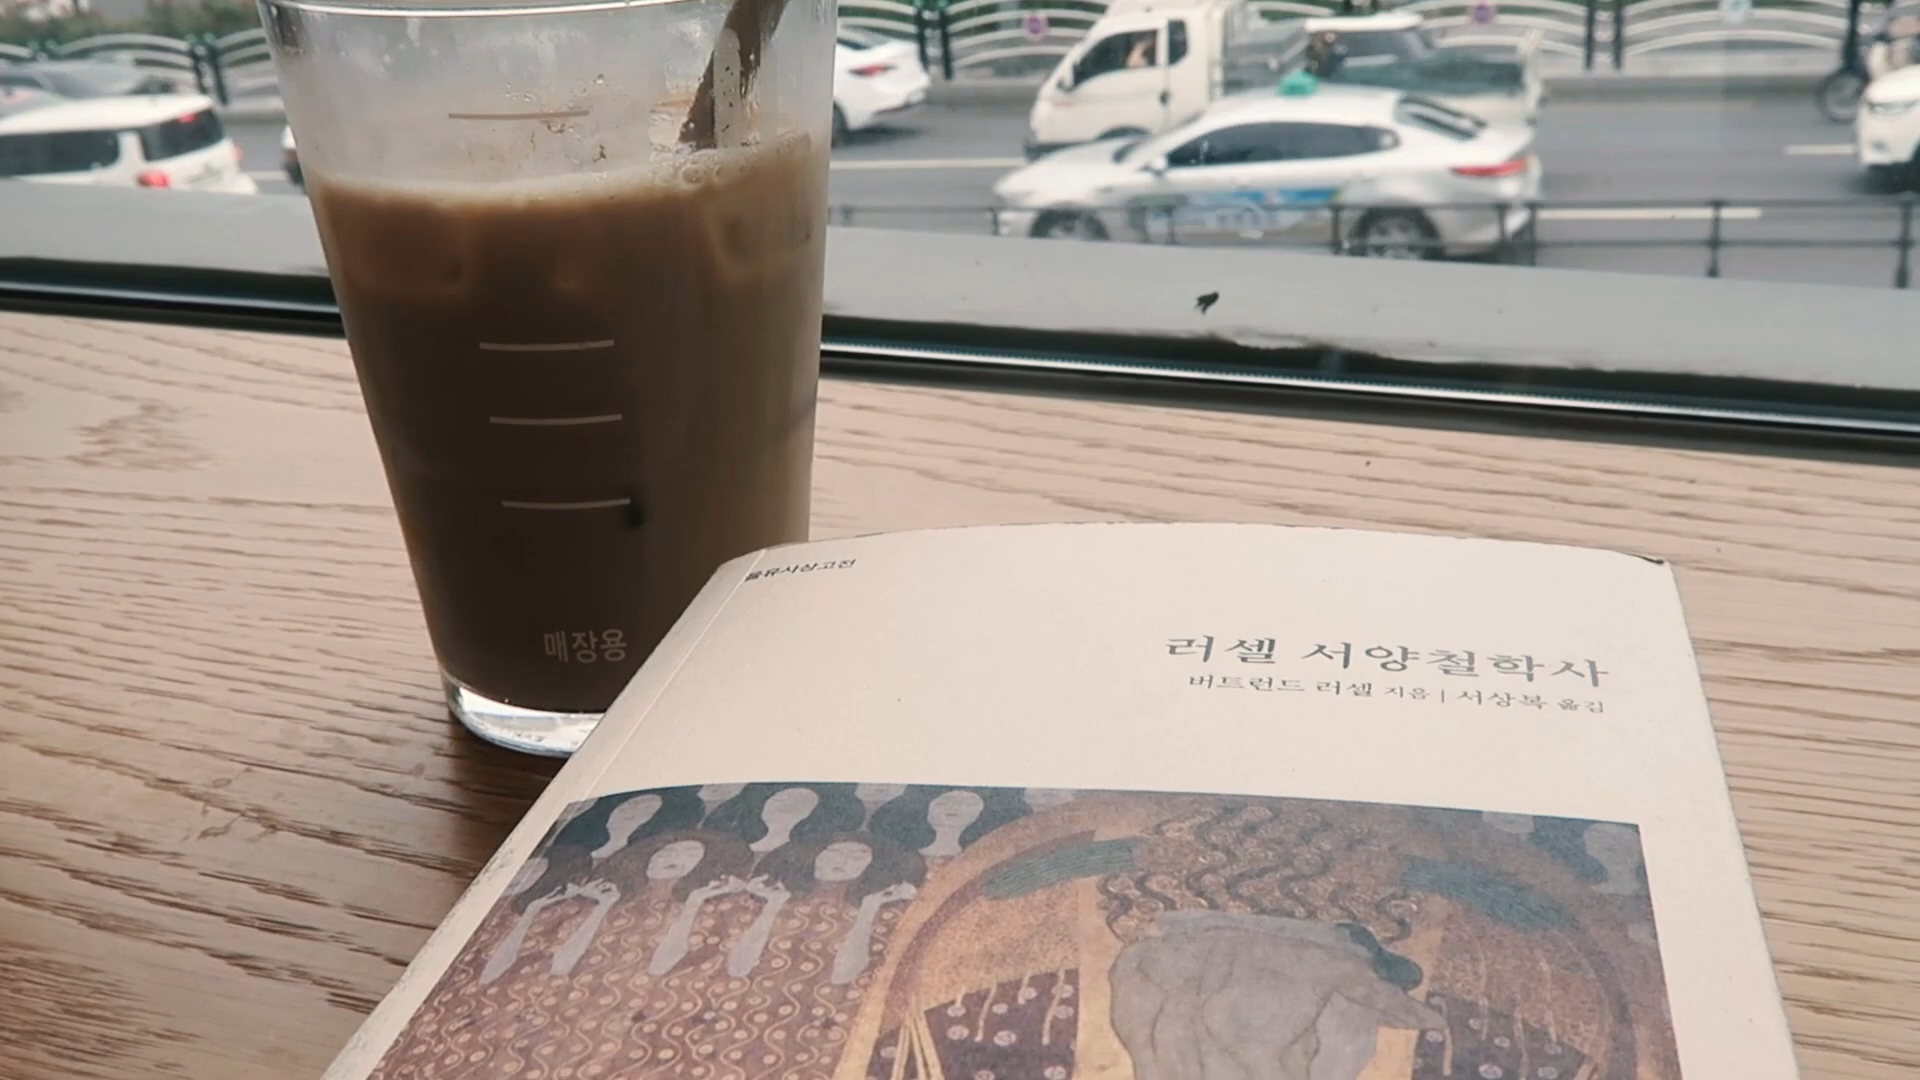 매장용
을유사상고전
러셀 서양철학사
버트런드 러셀 지음 | 서상복 옮김